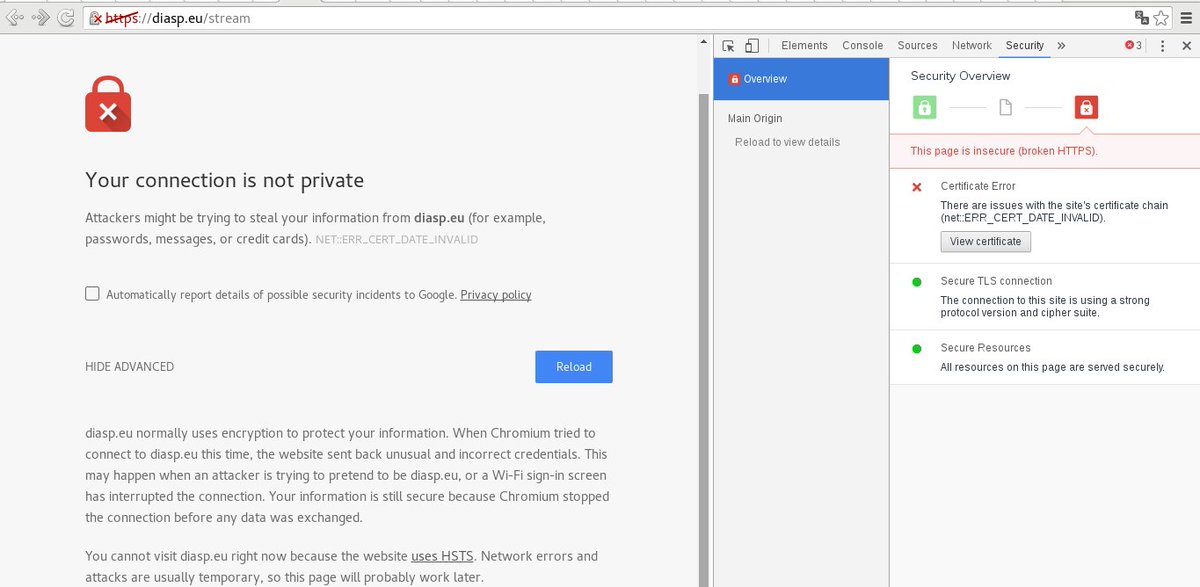 https://diasp.eu/stream
Elements Console Sources Network Security » 3
Overview
Main Origin
Reload to view details
Security Overview
This page is insecure (broken HTTPS).
Certificate Error
There are issues with the site's certificate chain
(net::ERR_CERT_DATE_INVALID).
View certificate
Secure TLS connection
The connection to this site is using a strong
protocol version and cipher suite.
Secure Resources
All resources on this page are served securely.
Your connection is not private
Attackers might be trying to steal your information from diasp.eu (for example,
passwords, messages, or credit cards). NET::ERR_CERT_DATE_INVALID
Automatically report details of possible security incidents to Google. Privacy policy
HIDE ADVANCED
Reload
diasp.eu normally uses encryption to protect your information. When Chromium tried to
connect to diasp.eu this time, the website sent back unusual and incorrect credentials. This
may happen when an attacker is trying to pretend to be diasp.eu, or a Wi-Fi sign-in screen
has interrupted the connection. Your information is still secure because Chromium stopped
the connection before any data was exchanged.
You cannot visit diasp.eu right now because the website uses HSTS. Network errors and
attacks are usually temporary, so this page will probably work later.